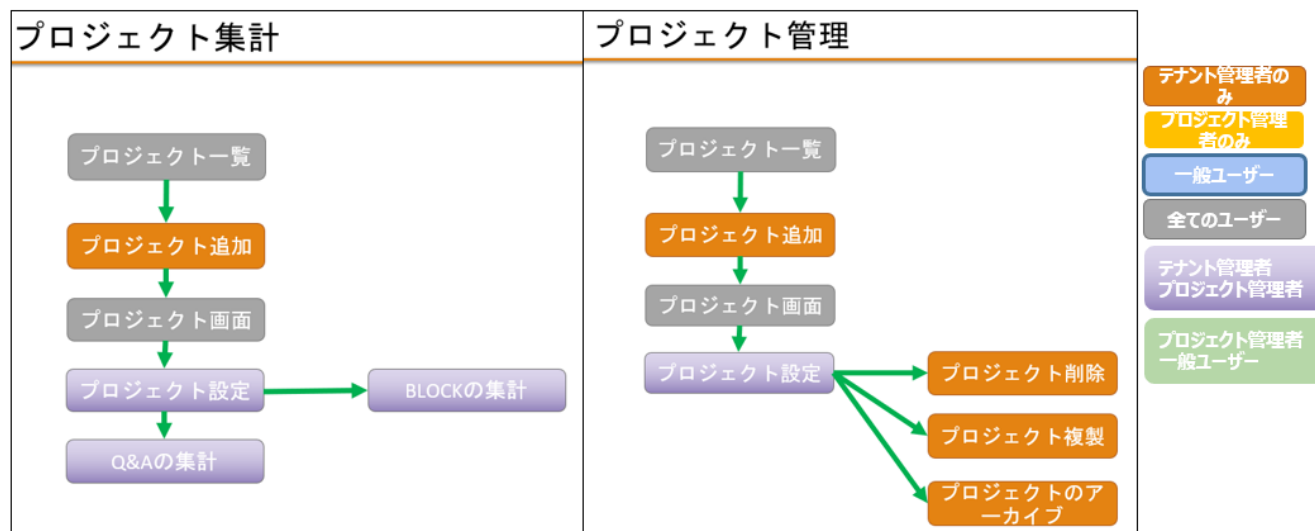 プロジェクト集計
プロジェクト一覧
プロジェクト追加
プロジェクト画面
プロジェクト設定
BLOCKの集計
Q&Aの集計
プロジェクト管理
プロジェクト一覧
プロジェクト追加
プロジェクト画面
プロジェクト設定
プロジェクト削除
プロジェクト複製
プロジェクトのア
ーカイブ
テナント管理者の
み
プロジェクト管理
者のみ
一般ユーザー
全てのユーザー
テナント管理者
プロジェクト管理者
プロジェクト管理者
一般ユーザー